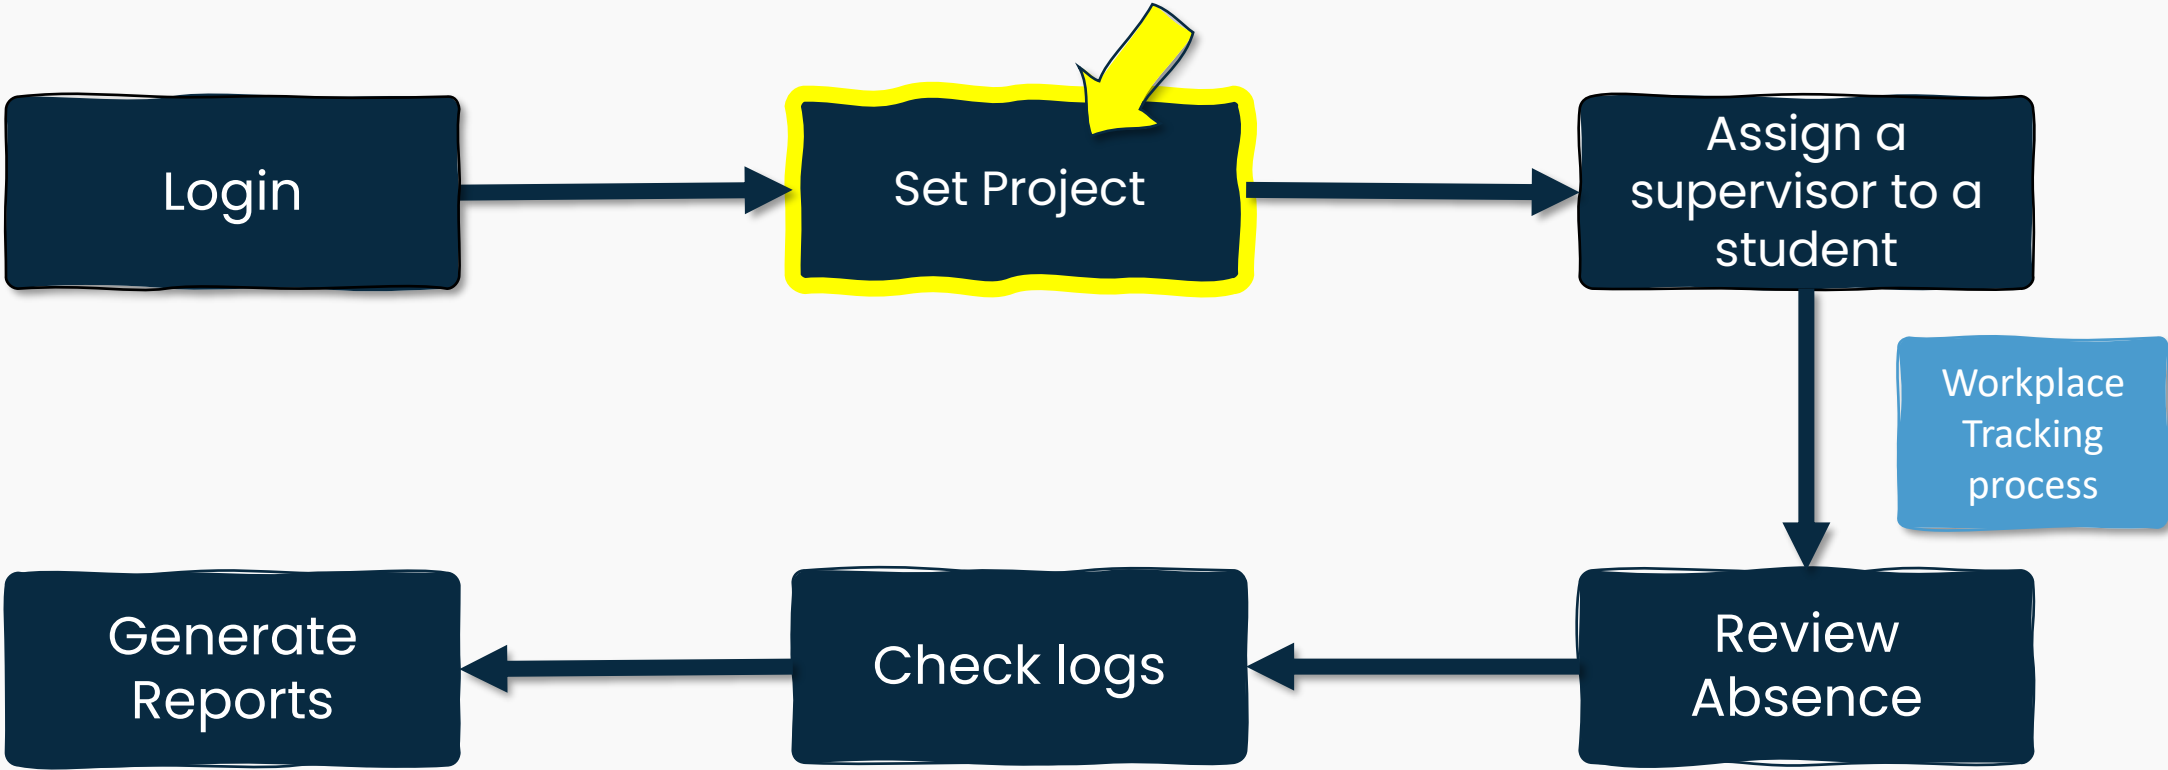 Login
Set Project
Assign a
supervisor to a
student
Workplace
Tracking
process
Review
Absence
Check logs
Generate
Reports